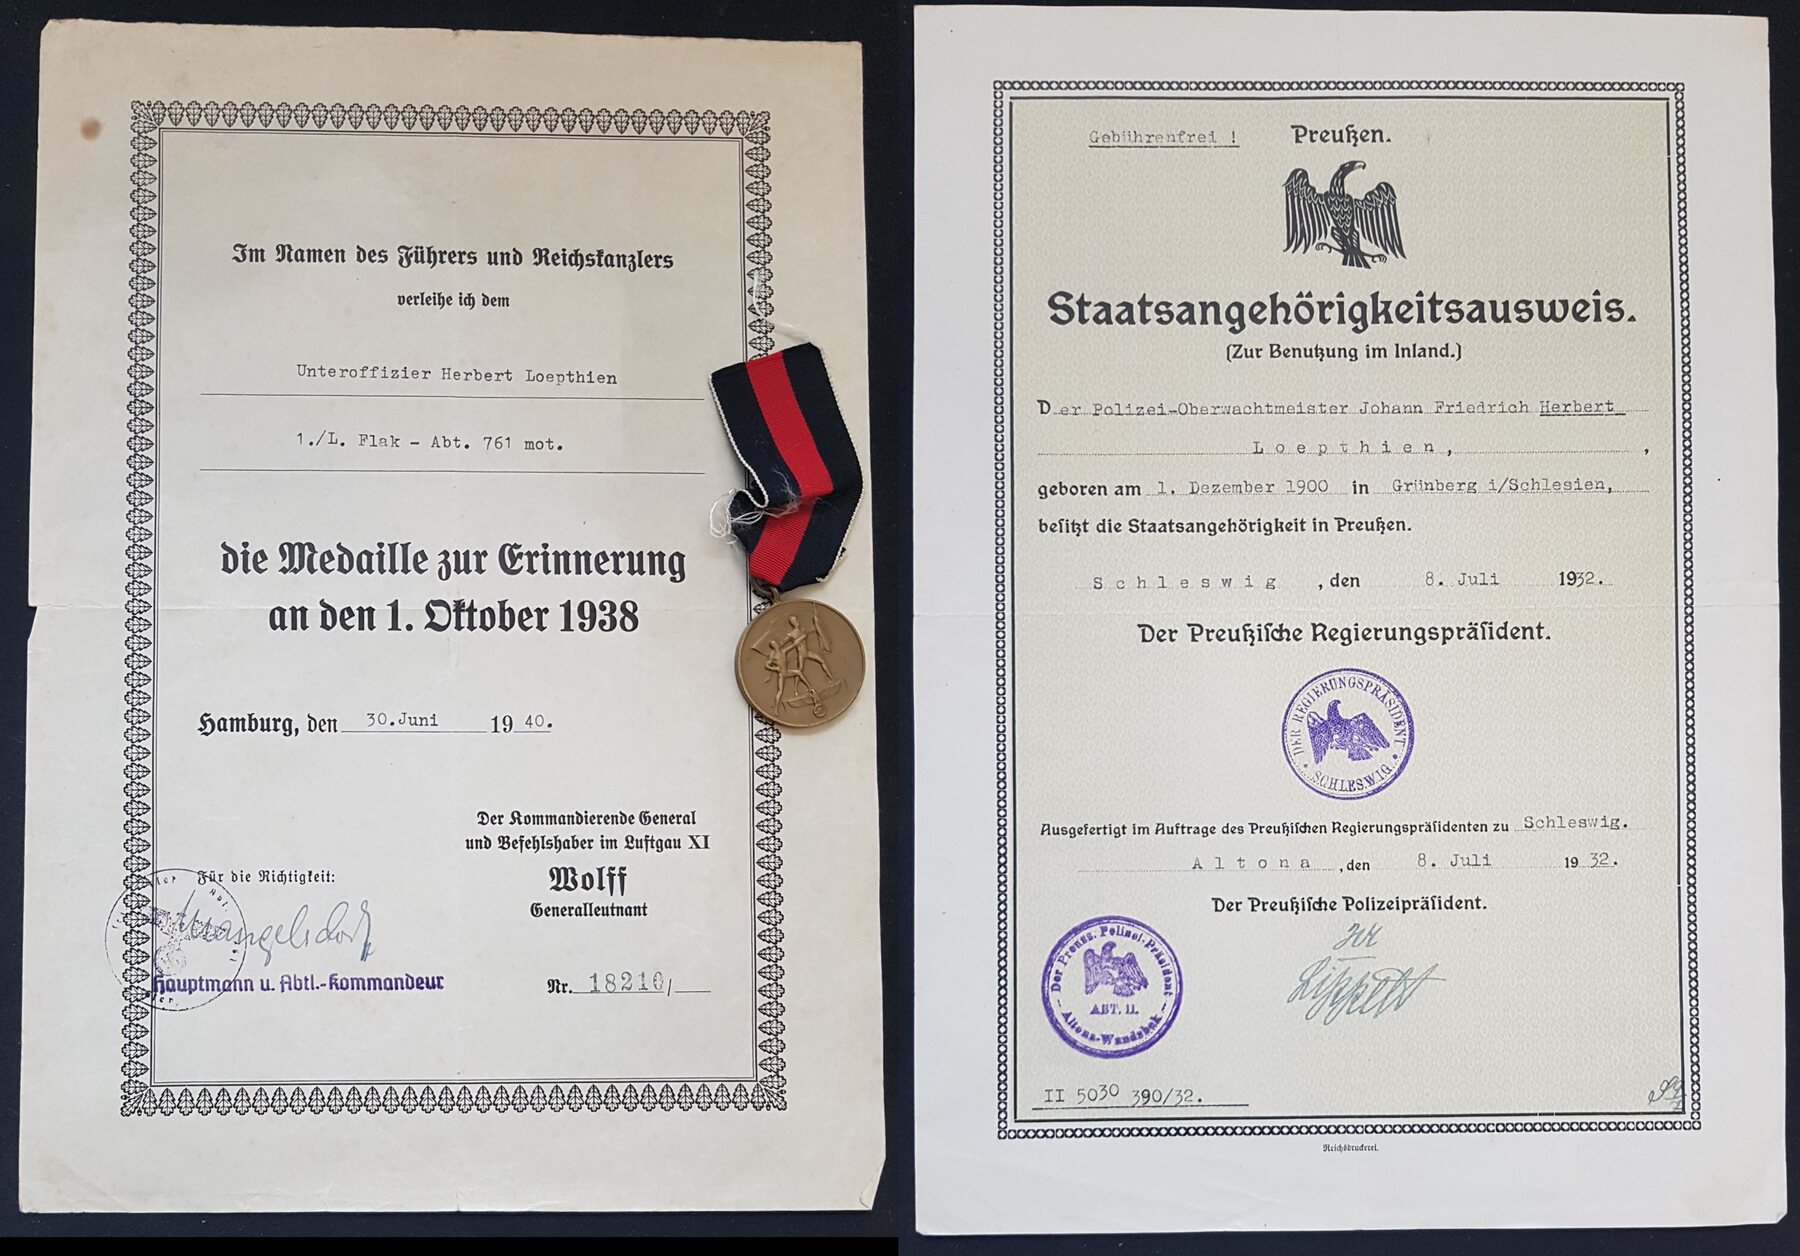 Im Namen des Führers und Reichskanzlers
verleihe ich dem
Unteroffizier Herbert Loepthien
1./L. Flak - Abt. 761 mot.
die Medaille zur Erinnerung
an den 1. Oktober 1938
Hamburg, den 30.Juni 1940.
Der Kommandierende General
und Befehlshaber im Luftgau XI
Wolff
Generalleutnant
Für die Richtigkeit:
Hauptmann u. Abtl.-Kommandeur
Nr. 18210/
Gebührenfrei ! Preußen.
Staatsangehörigkeitsausweis.
(Zur Benutzung im Inland.)
Der Polizei-Oberwachtmeister Johann Friedrich Herbert
Loepthien, ,
geboren am 1. Dezember 1900 in Grünberg i/Schlesien,
besitzt die Staatsangehörigkeit in Preußen.
Schleswig , den 8. Juli 1932.
Der Preußische Regierungspräsident.
DER REGIERUNGSPRÄSIDENT
SCHLESWIG
Ausgefertigt im Auftrage des Preußischen Regierungspräsidenten zu Schleswig.
Altona , den 8. Juli 1932.
Der Preußische Polizeipräsident.
Der Preuss. Polizei-Präsident
ABT. II.
Altona-Wandsbek
II 5030 390/32.
Reichsdruckerei.